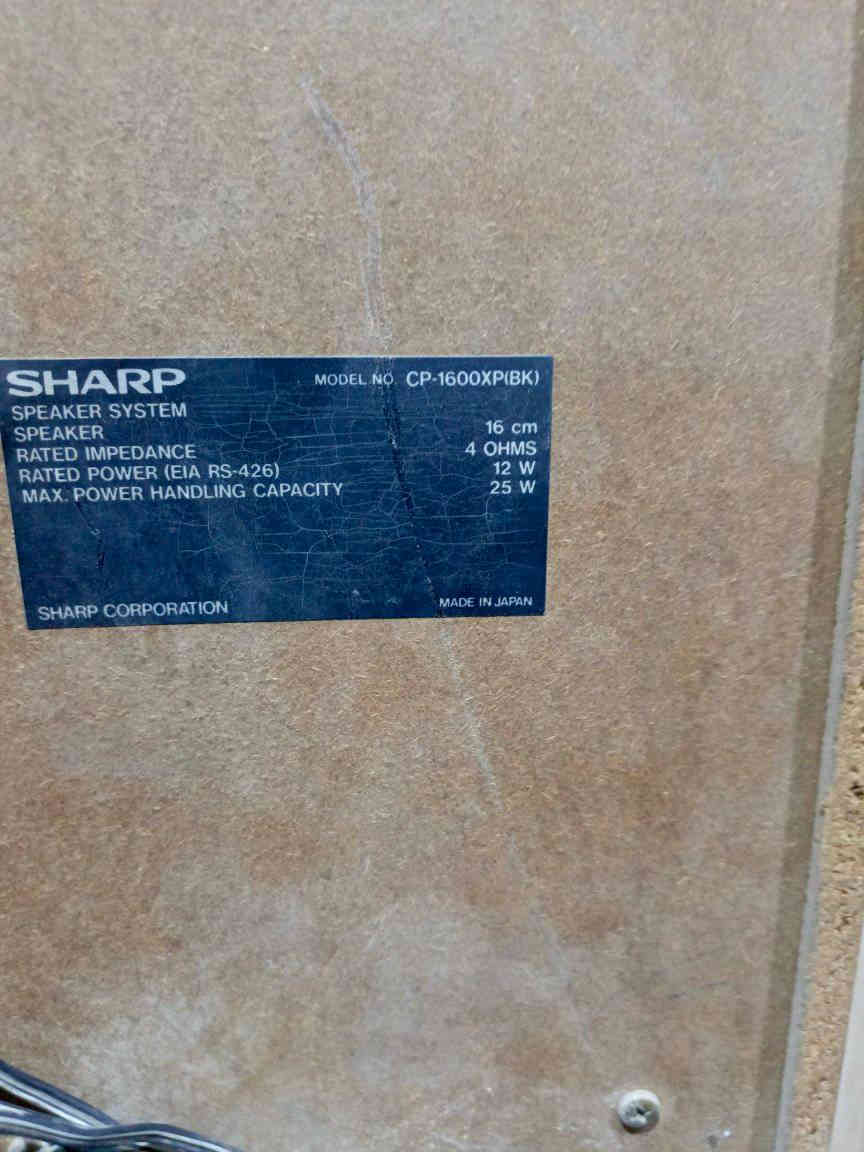 SHARP MODEL NO. CP-1600XP(BK)
SPEAKER SYSTEM
SPEAKER 16 cm
RATED IMPEDANCE 4 OHMS
RATED POWER (EIA RS-426) 12 W
MAX. POWER HANDLING CAPACITY 25 W
SHARP CORPORATION MADE IN JAPAN